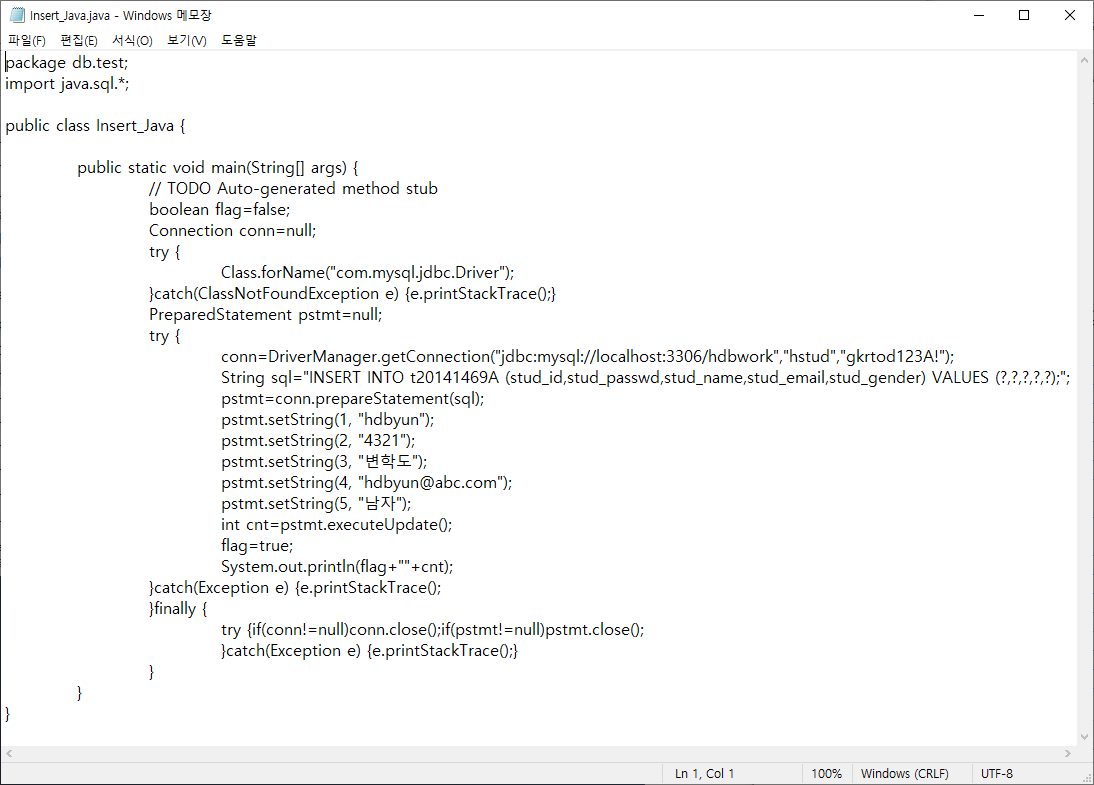 Insert_Java.java - Windows 메모장
파일(F) 편집(E) 서식(O) 보기(V) 도움말
package db.test;
import java.sql.*;
public class Insert_Java {
public static void main(String[] args) {
// TODO Auto-generated method stub
boolean flag=false;
Connection conn=null;
try {
Class.forName("com.mysql.jdbc.Driver");
}catch(ClassNotFoundException e) {e.printStackTrace();}
PreparedStatement pstmt=null;
try {
conn=DriverManager.getConnection("jdbc:mysql://localhost:3306/hdbwork","hstud","gkrtod123A!");
String sql="INSERT INTO t20141469A (stud_id,stud_passwd,stud_name,stud_email,stud_gender) VALUES (?,?,?,?,?);";
pstmt=conn.prepareStatement(sql);
pstmt.setString(1, "hdbyun");
pstmt.setString(2, "4321");
pstmt.setString(3, "변학도");
pstmt.setString(4, "hdbyun@abc.com");
pstmt.setString(5, "남자");
int cnt=pstmt.executeUpdate();
flag=true;
System.out.println(flag+""+cnt);
}catch(Exception e) {e.printStackTrace();
}finally {
try {if(conn!=null)conn.close();if(pstmt!=null)pstmt.close();
}catch(Exception e) {e.printStackTrace();}
}
}
}
Ln 1, Col 1 100% Windows (CRLF) UTF-8